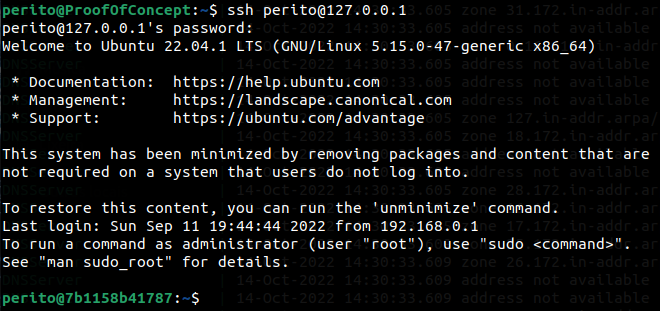 perito@ProofOfConcept:~$ ssh perito@127.0.0.1
perito@127.0.0.1's password:
Welcome to Ubuntu 22.04.1 LTS (GNU/Linux 5.15.0-47-generic x86_64)
 * Documentation:  https://help.ubuntu.com
 * Management:     https://landscape.canonical.com
 * Support:        https://ubuntu.com/advantage
This system has been minimized by removing packages and content that are
not required on a system that users do not log into.
To restore this content, you can run the 'unminimize' command.
Last login: Sun Sep 11 19:44:44 2022 from 192.168.0.1
To run a command as administrator (user "root"), use "sudo <command>".
See "man sudo_root" for details.
perito@7b1158b41787:~$